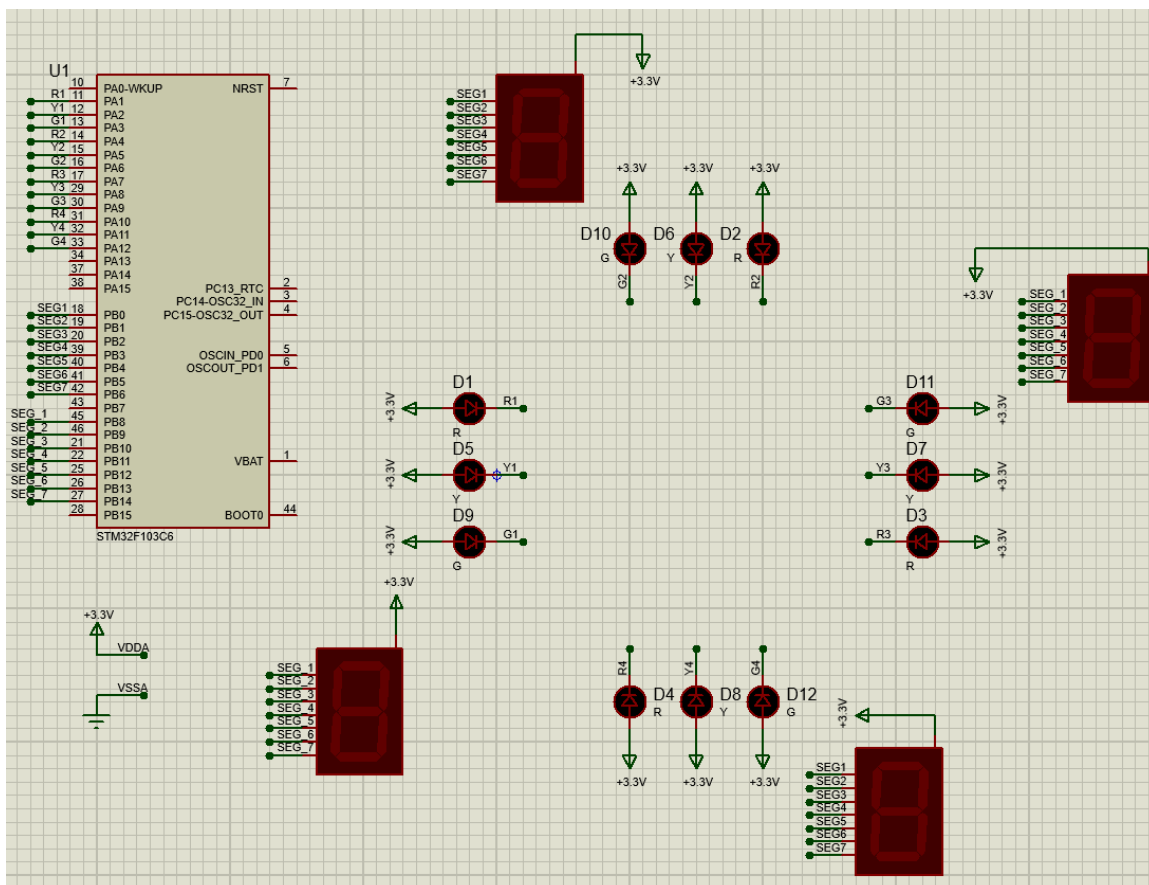 U1
10 PA0-WKUP NRST 7
R1 11 PA1
Y1 12 PA2
G1 13 PA3
R2 14 PA4
Y2 15 PA5
G2 16 PA6
R3 17 PA7
Y3 29 PA8
G3 30 PA9
R4 31 PA10
Y4 32 PA11
G4 33 PA12
34 PA13
37 PA14
38 PA15 PC13_RTC 2
PC14-OSC32_IN 3
SEG1 18 PB0 PC15-OSC32_OUT 4
SEG2 19 PB1
SEG3 20 PB2
SEG4 39 PB3 OSCIN_PD0 5
SEG5 40 PB4 OSCOUT_PD1 6
SEG6 41 PB5
SEG7 42 PB6
43 PB7
SEG_1 45 PB8
SEG_2 46 PB9
SEG_3 21 PB10
SEG_4 22 PB11 VBAT 1
SEG_5 25 PB12
SEG_6 26 PB13
SEG_7 27 PB14
28 PB15 BOOT0 44
STM32F103C6
+3.3V
SEG1
SEG2
SEG3
SEG4
SEG5
SEG6
SEG7
+3.3V +3.3V +3.3V
D10 D6 D2
G Y R
G2 Y2 R2
+3.3V
SEG_1
SEG_2
SEG_3
SEG_4
SEG_5
SEG_6
SEG_7
D1
+3.3V R1
R
D5
+3.3V Y1
Y
D9
+3.3V G1
G
D11
G3 +3.3V
G
D7
Y3 +3.3V
Y
D3
R3 +3.3V
R
+3.3V
VDDA
VSSA
+3.3V
SEG_1
SEG_2
SEG_3
SEG_4
SEG_5
SEG_6
SEG_7
R4 Y4 G4
D4 D8 D12
R Y G
+3.3V +3.3V +3.3V
+3.3V
SEG1
SEG2
SEG3
SEG4
SEG5
SEG6
SEG7